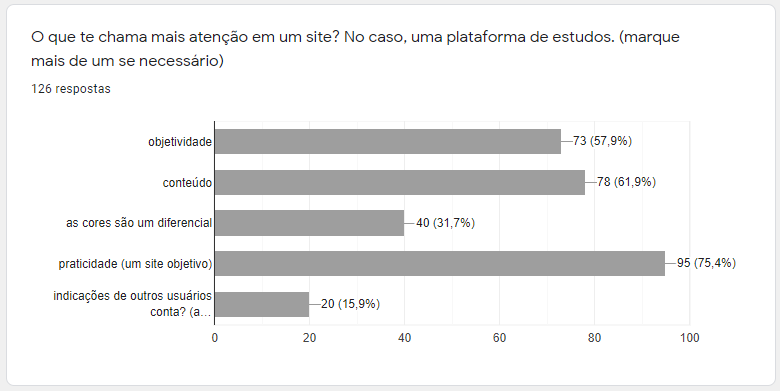 O que te chama mais atenção em um site? No caso, uma plataforma de estudos. (marque
mais de um se necessário)
126 respostas
objetividade
73 (57,9%)
conteúdo
78 (61,9%)
as cores são um diferencial
40 (31,7%)
praticidade (um site objetivo)
95 (75,4%)
indicações de outros usuários
conta? (a…
20 (15,9%)
0 20 40 60 80 100